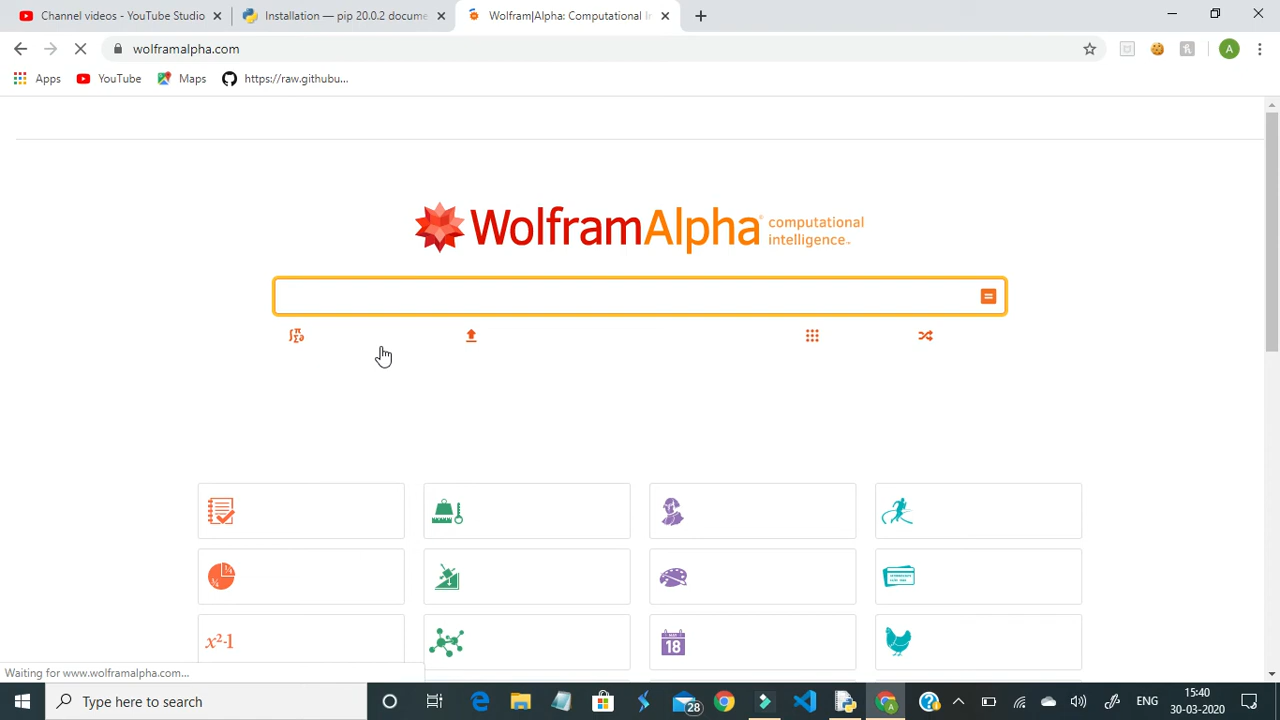 Channel videos - YouTube Studio
Installation — pip 20.0.2 docume
Wolfram|Alpha: Computational In
wolframalpha.com
A
Apps
YouTube
Maps
https://raw.githubu...
WolframAlpha computational intelligence.
=
x²-1
MAY
18
Waiting for www.wolframalpha.com...
Type here to search
28
A
ENG
15:40
30-03-2020